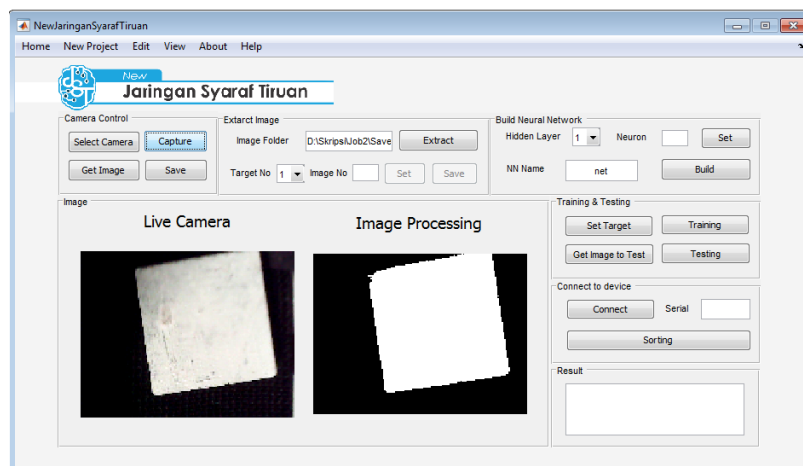 NewJaringanSyarafTiruan
Home New Project Edit View About Help
New
Jaringan Syaraf Tiruan
Camera Control
Select Camera Capture
Get Image Save
Extarct Image
Image Folder D:\Skripsi\Job2\Save Extract
Target No 1 Image No Set Save
Build Neural Network
Hidden Layer 1 Neuron Set
NN Name net Build
Image
Live Camera Image Processing
Training & Testing
Set Target Training
Get Image to Test Testing
Connect to device
Connect Serial
Sorting
Result